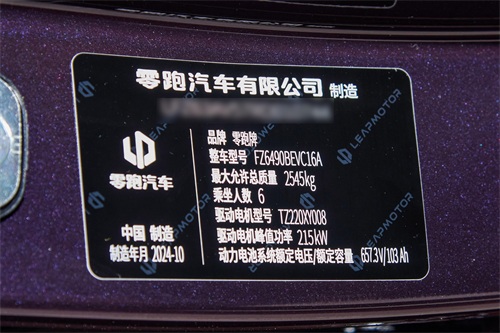 零跑汽车有限公司 制造
品牌 零跑牌
整车型号 FZ6490BEVC16A
最大允许总质量 2545kg
乘坐人数 6
驱动电机型号 TZ220XY008
驱动电机峰值功率 215kW
动力电池系统额定电压/额定容量 657.3V/103 Ah
零跑汽车
中国 制造
制造年月 2024-10
LEAPMOTOR